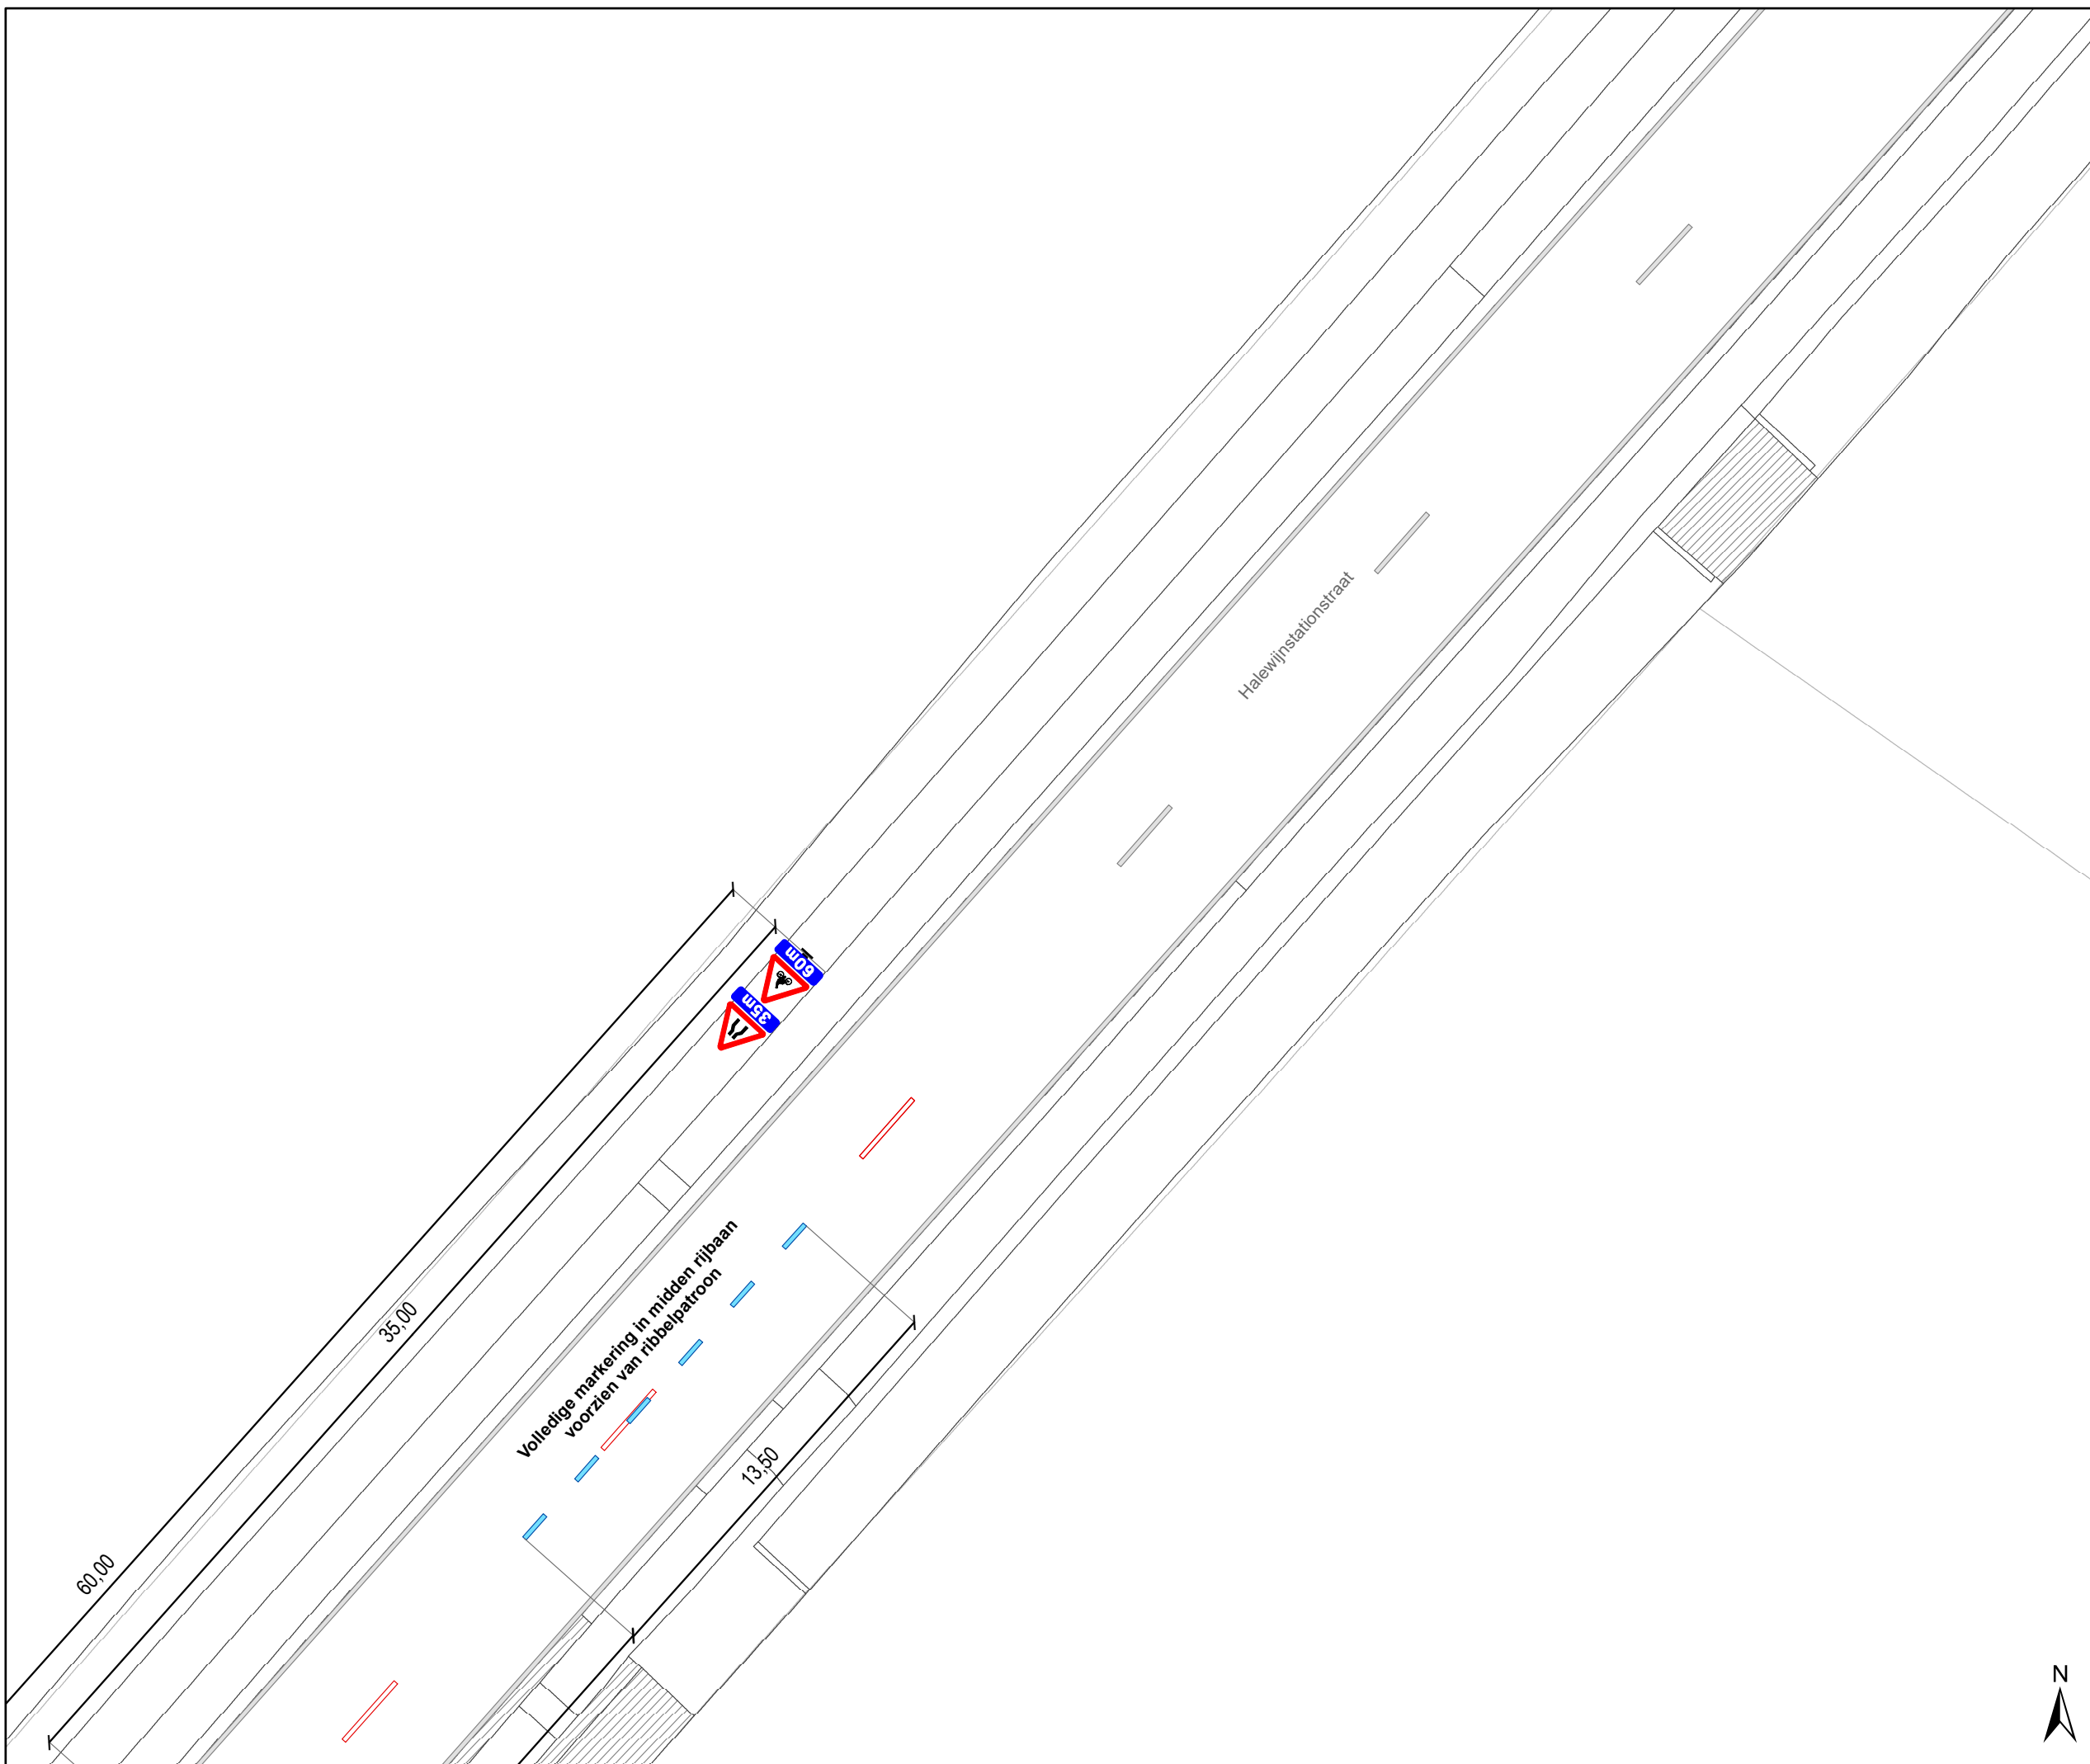 Halewijnstationstraat
60m
35m
Volledige markering in midden rijbaan
voorzien van ribbelpatroon
35,00
13,50
60,00
N